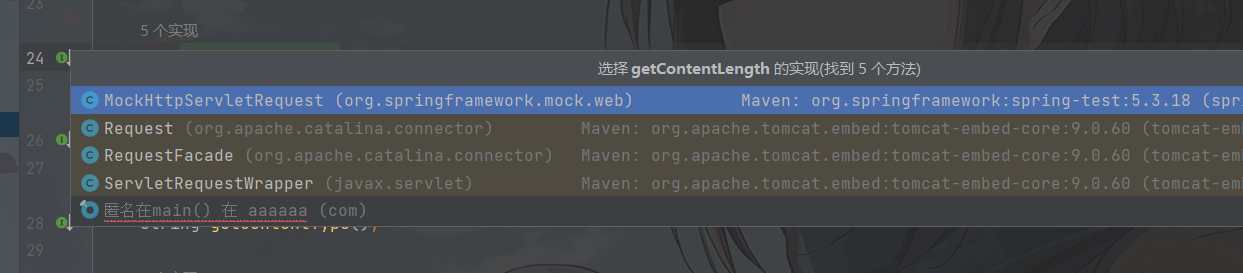 23
5 个实现
24
选择 getContentLength 的实现(找到 5 个方法)
25
MockHttpServletRequest (org.springframework.mock.web) Maven: org.springframework:spring-test:5.3.18 (spri
Request (org.apache.catalina.connector) Maven: org.apache.tomcat.embed:tomcat-embed-core:9.0.60 (tomcat-emb
26
RequestFacade (org.apache.catalina.connector) Maven: org.apache.tomcat.embed:tomcat-embed-core:9.0.60 (tomcat-emb
27
ServletRequestWrapper (javax.servlet) Maven: org.apache.tomcat.embed:tomcat-embed-core:9.0.60 (tomcat-emb
匿名在main() 在 aaaaaa (com)
28
String getContentType();
29